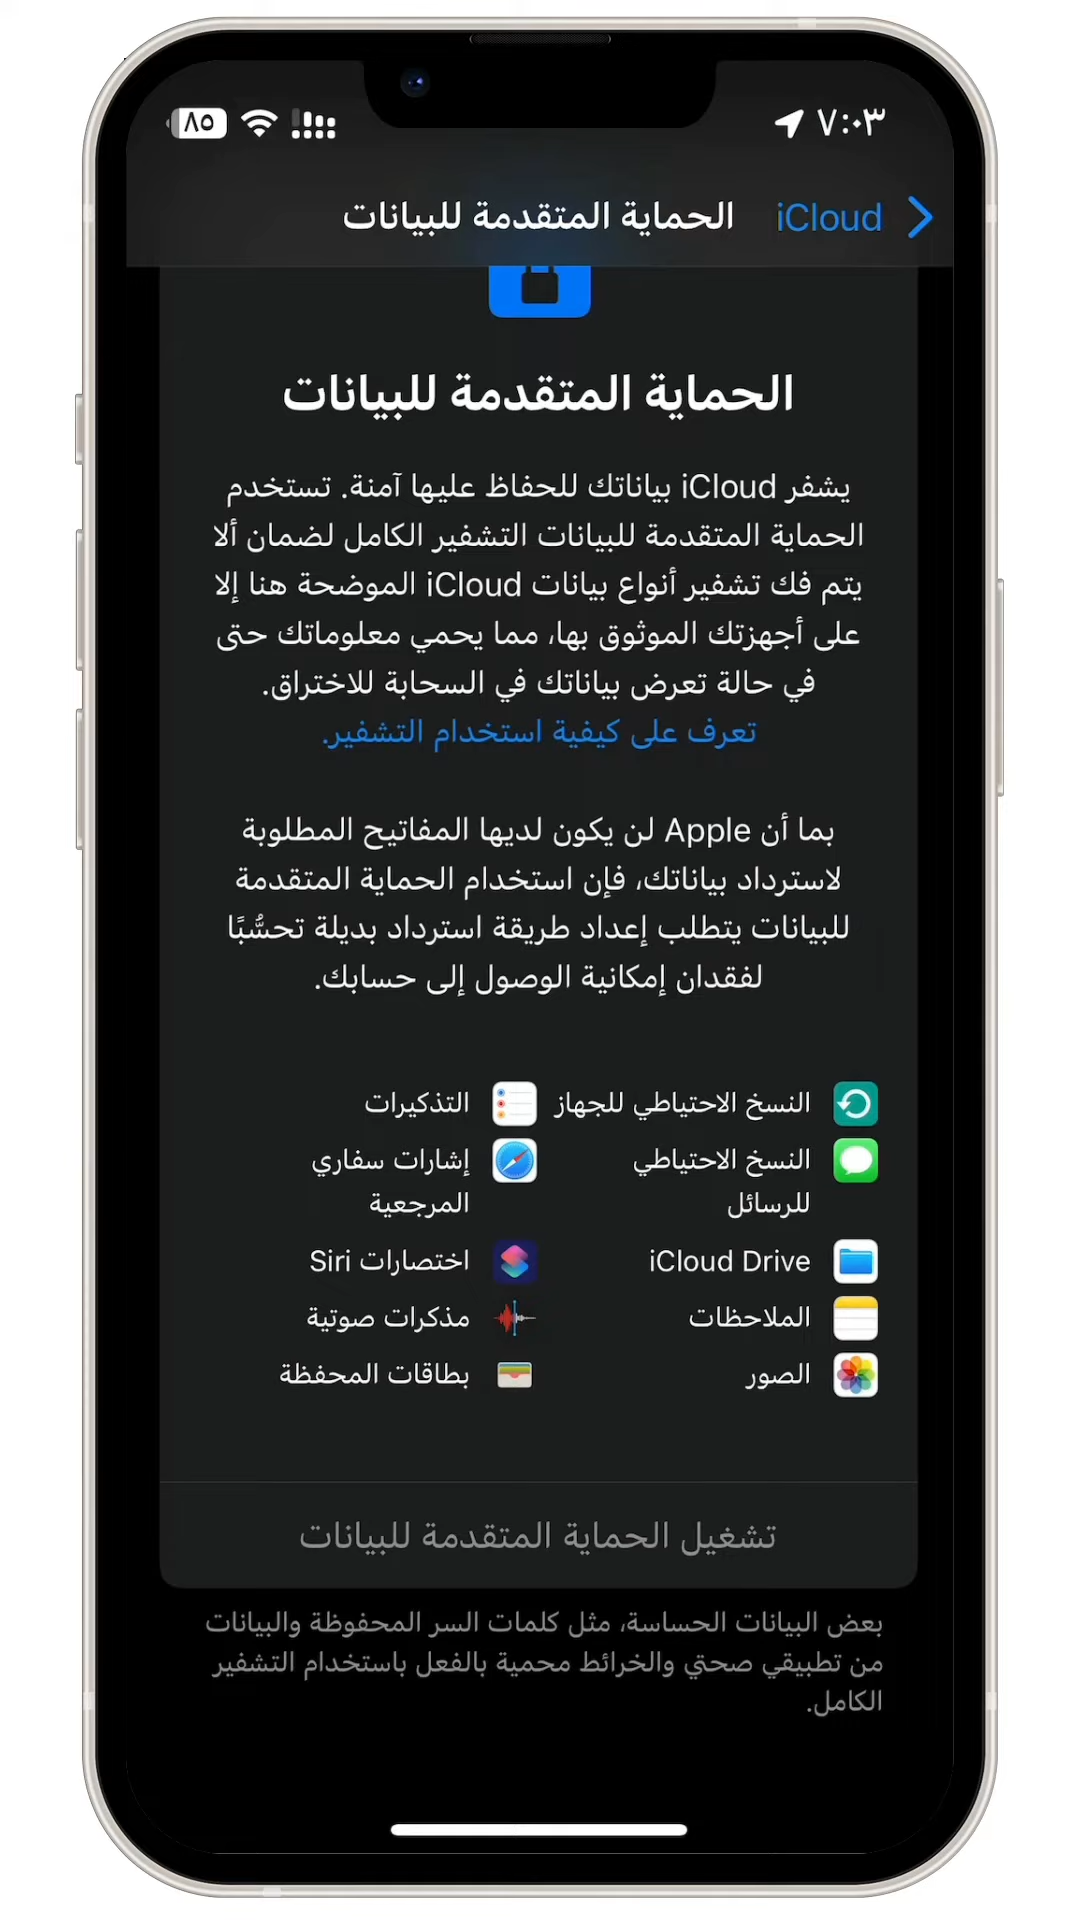 ٧:٠٣
٨٥
iCloud
الحماية المتقدمة للبيانات
الحماية المتقدمة للبيانات
يشفر iCloud بياناتك للحفاظ عليها آمنة. تستخدم
الحماية المتقدمة للبيانات التشفير الكامل لضمان ألا
يتم فك تشفير أنواع بيانات iCloud الموضحة هنا إلا
على أجهزتك الموثوق بها، مما يحمي معلوماتك حتى
في حالة تعرض بياناتك في السحابة للاختراق.
تعرف على كيفية استخدام التشفير.
بما أن Apple لن يكون لديها المفاتيح المطلوبة
لاسترداد بياناتك، فإن استخدام الحماية المتقدمة
للبيانات يتطلب إعداد طريقة استرداد بديلة تحسُّبًا
لفقدان إمكانية الوصول إلى حسابك.
النسخ الاحتياطي للجهاز
النسخ الاحتياطي
للرسائل
iCloud Drive
الملاحظات
الصور
التذكيرات
إشارات سفاري
المرجعية
اختصارات Siri
مذكرات صوتية
بطاقات المحفظة
تشغيل الحماية المتقدمة للبيانات
بعض البيانات الحساسة، مثل كلمات السر المحفوظة والبيانات
من تطبيقي صحتي والخرائط محمية بالفعل باستخدام التشفير
الكامل.